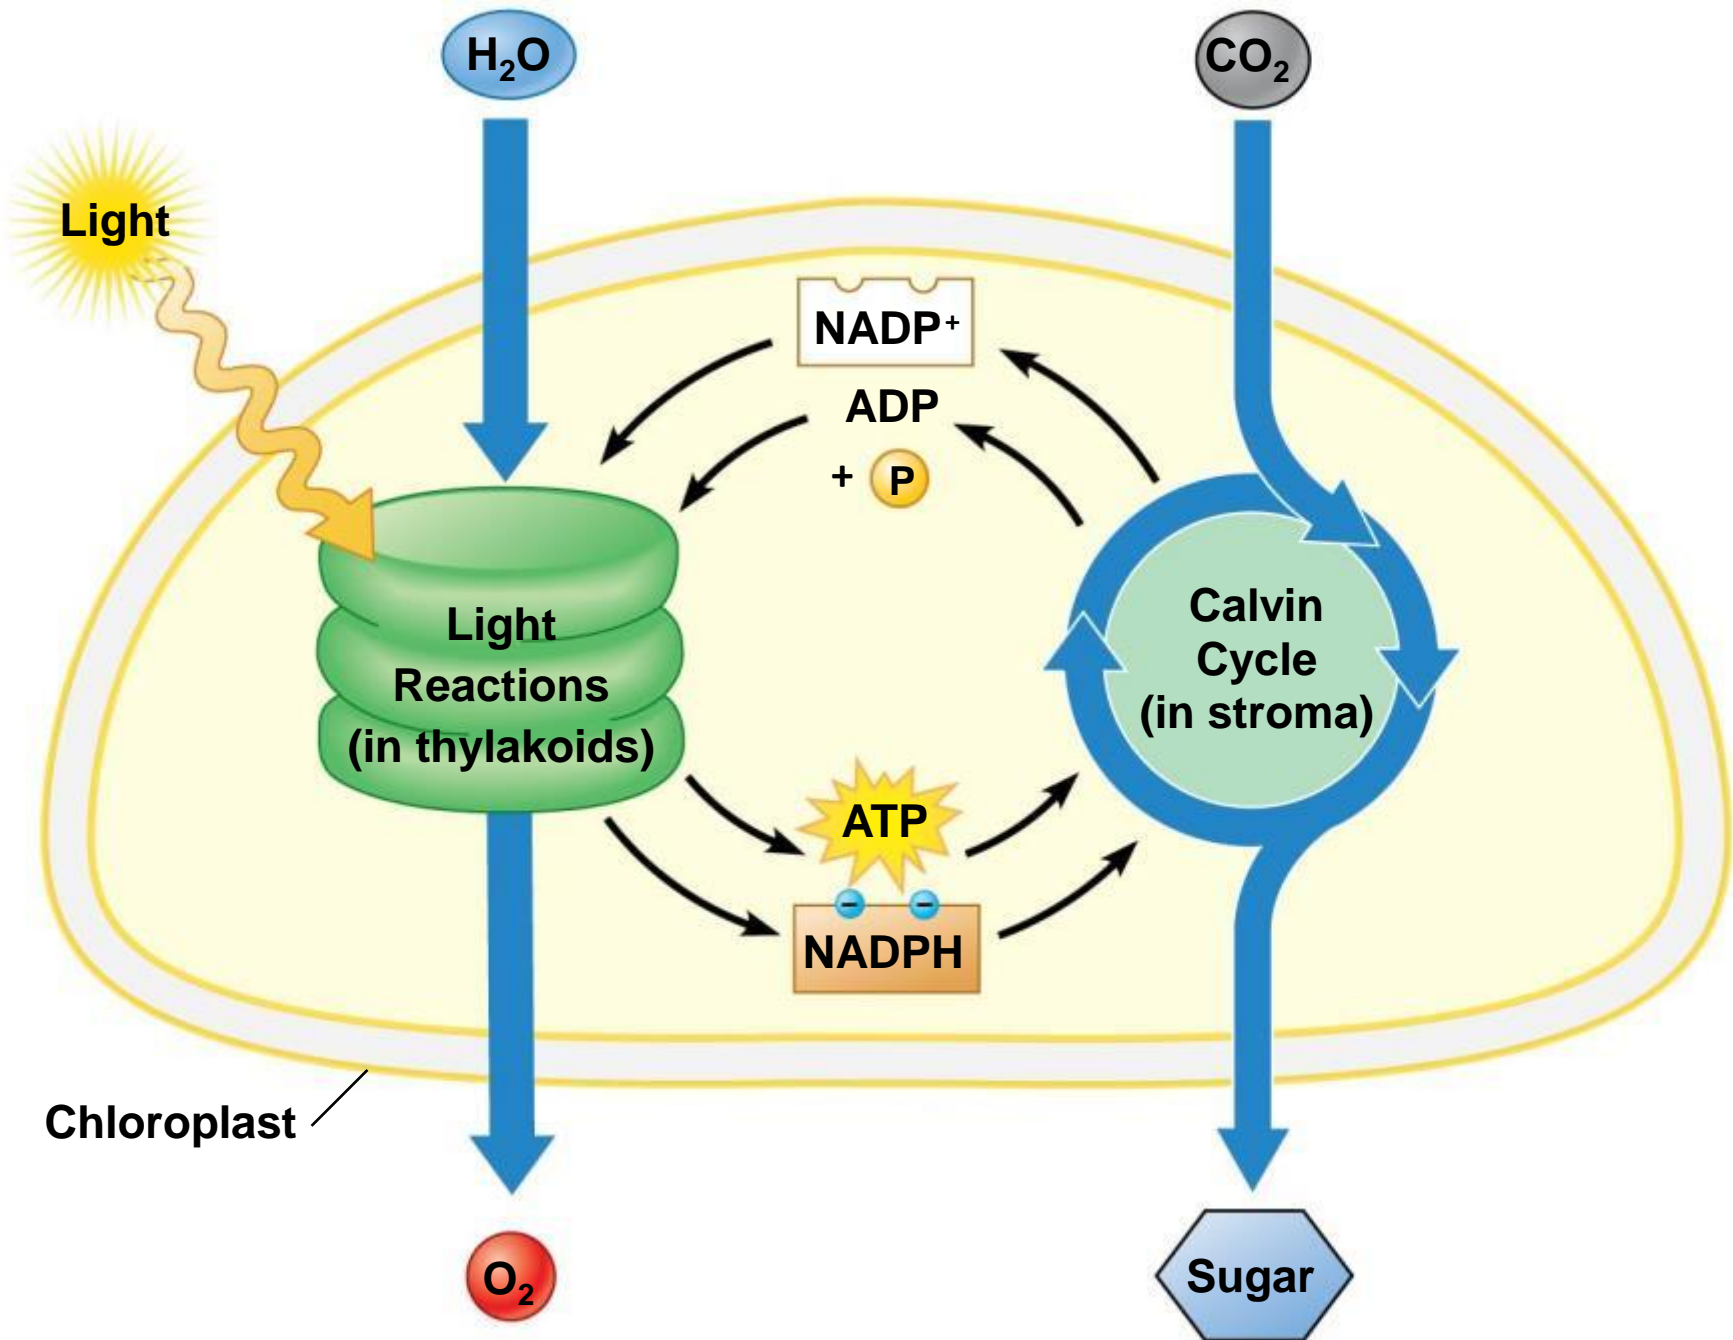 H₂O
CO₂
Light
NADP⁺
ADP
+ P
Light
Reactions
(in thylakoids)
Calvin
Cycle
(in stroma)
ATP
− −
NADPH
Chloroplast
O₂
Sugar